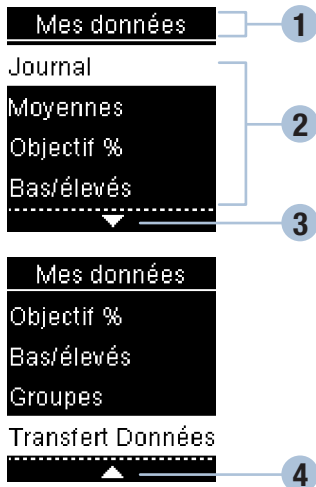 Mes données
1
Journal
Moyennes
2
Objectif %
Bas/élevés
3
Mes données
Objectif %
Bas/élevés
Groupes
Transfert Données
4